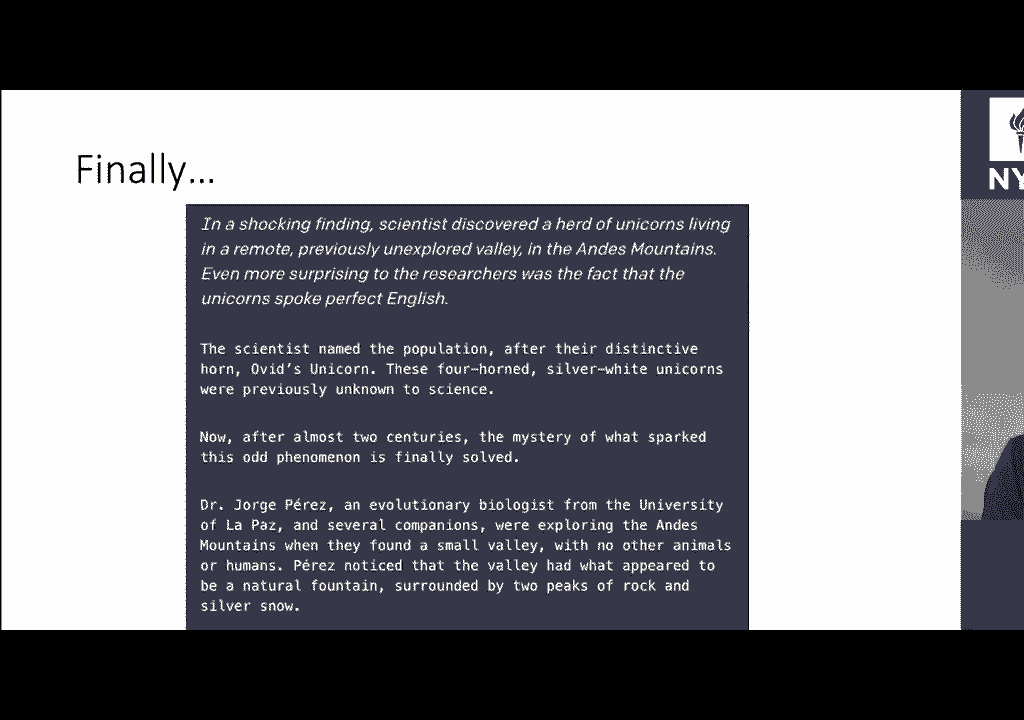 Finally...
In a shocking finding, scientist discovered a herd of unicorns living
in a remote, previously unexplored valley, in the Andes Mountains.
Even more surprising to the researchers was the fact that the
unicorns spoke perfect English.
The scientist named the population, after their distinctive
horn, Ovid's Unicorn. These four-horned, silver-white unicorns
were previously unknown to science.
Now, after almost two centuries, the mystery of what sparked
this odd phenomenon is finally solved.
Dr. Jorge Pérez, an evolutionary biologist from the University
of La Paz, and several companions, were exploring the Andes
Mountains when they found a small valley, with no other animals
or humans. Pérez noticed that the valley had what appeared to
be a natural fountain, surrounded by two peaks of rock and
silver snow.
NY